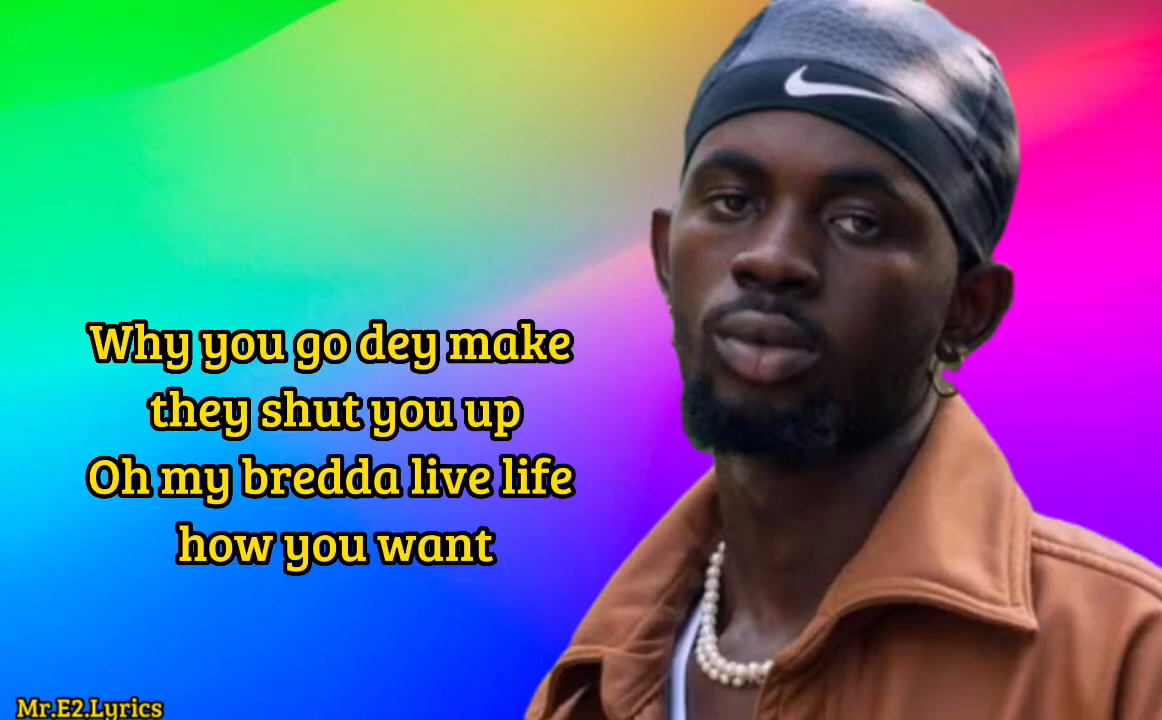 Why you go dey make
they shut you up
Oh my bredda live life
how you want
Mr.E2.Lyrics